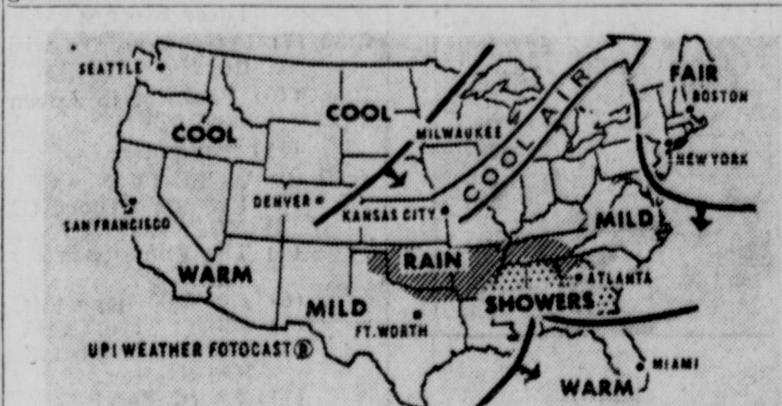 SEATTLE
COOL
COOL
MILWAUKEE
COOL AIR
FAIR
BOSTON
NEW YORK
DENVER
KANSAS CITY
SAN FRANCISCO
MILD
WARM
RAIN
ATLANTA
MILD
SHOWERS
FT. WORTH
UPI WEATHER FOTOCAST ®
MIAMI
WARM